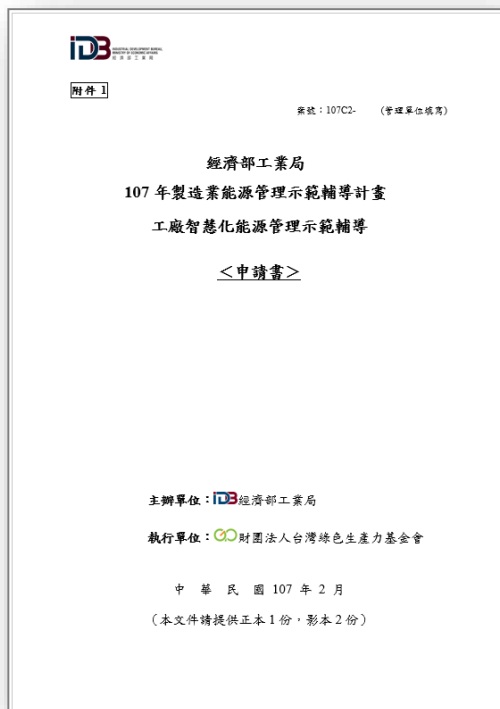 IDB INDUSTRIAL DEVELOPMENT BUREAU,
MINISTRY OF ECONOMIC AFFAIRS
經濟部工業局
附件1
案號：107C2- (管理單位填寫)
經濟部工業局
107 年製造業能源管理示範輔導計畫
工廠智慧化能源管理示範輔導
＜申請書＞
主辦單位：IDB經濟部工業局
執行單位：財團法人台灣綠色生產力基金會
中 華 民 國 107 年 2 月
（本文件請提供正本1份，影本2份）